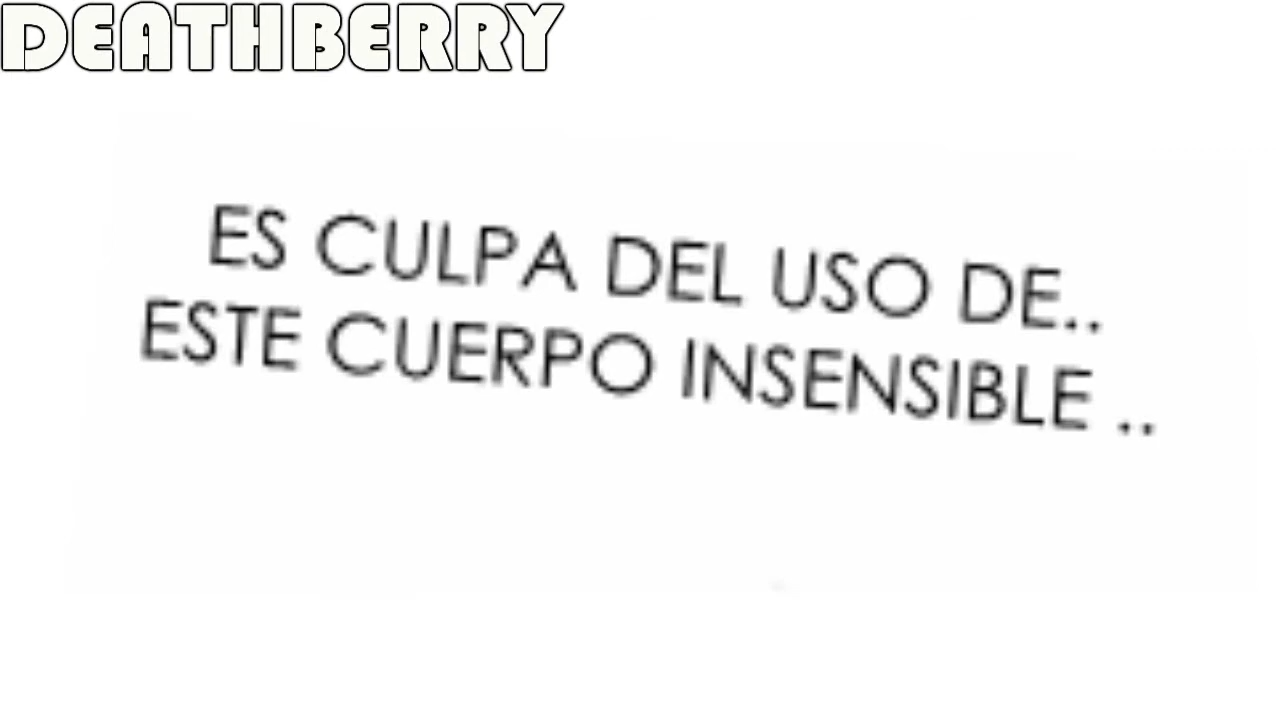 DEATHBERRY
ES CULPA DEL USO DE..
ESTE CUERPO INSENSIBLE ..